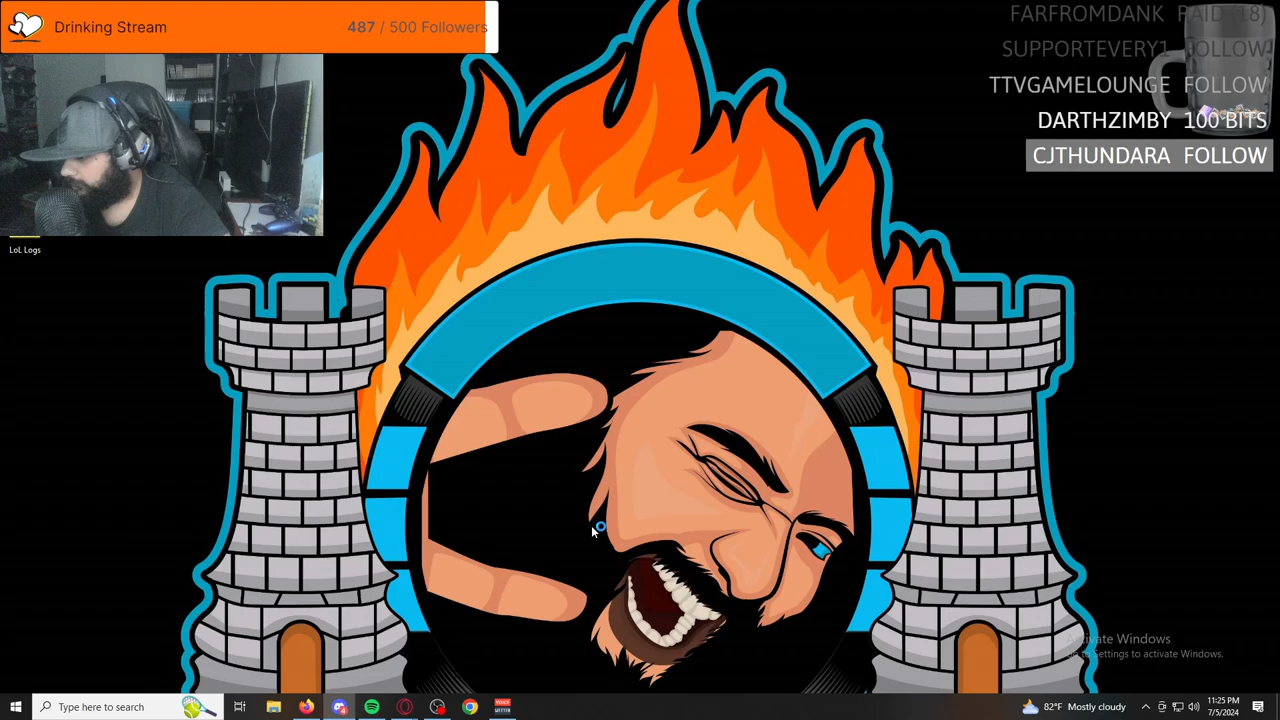 Drinking Stream
487 / 500 Followers
FARFROMDANK RAID (18)
SUPPORTEVERY1 FOLLOW
TTVGAMELOUNGE FOLLOW
DARTHZIMBY 100 BITS
CJTHUNDARA FOLLOW
LoL Logs
Activate Windows
Go to Settings to activate Windows.
Type here to search
82°F Mostly cloudy
11:25 PM
7/5/2024